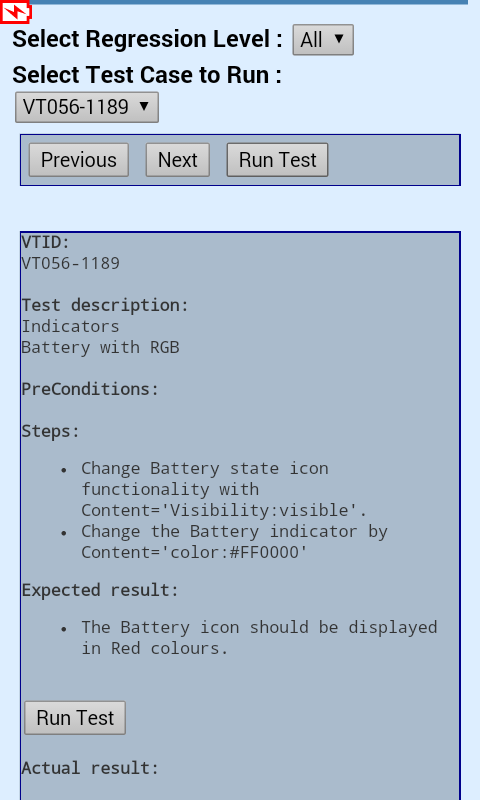 Select Regression Level : All
Select Test Case to Run :
VT056-1189
Previous Next Run Test
VTID:
VT056-1189
Test description:
Indicators
Battery with RGB
PreConditions:
Steps:
• Change Battery state icon
functionality with
Content='Visibility:visible'.
• Change the Battery indicator by
Content='color:#FF0000'
Expected result:
• The Battery icon should be displayed
in Red colours.
Run Test
Actual result: